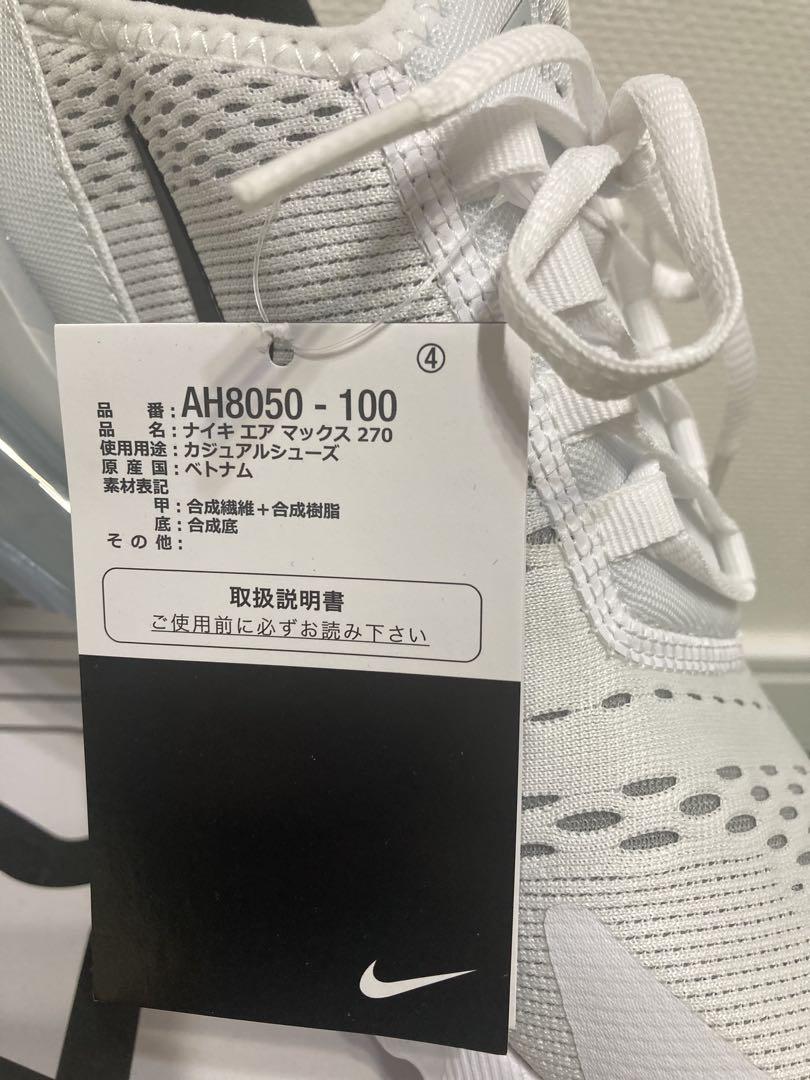 ④
品番：AH8050 - 100
品名：ナイキ エア マックス 270
使用用途：カジュアルシューズ
原産国：ベトナム
素材表記
甲：合成繊維＋合成樹脂
底：合成底
その他：
取扱説明書
ご使用前に必ずお読み下さい